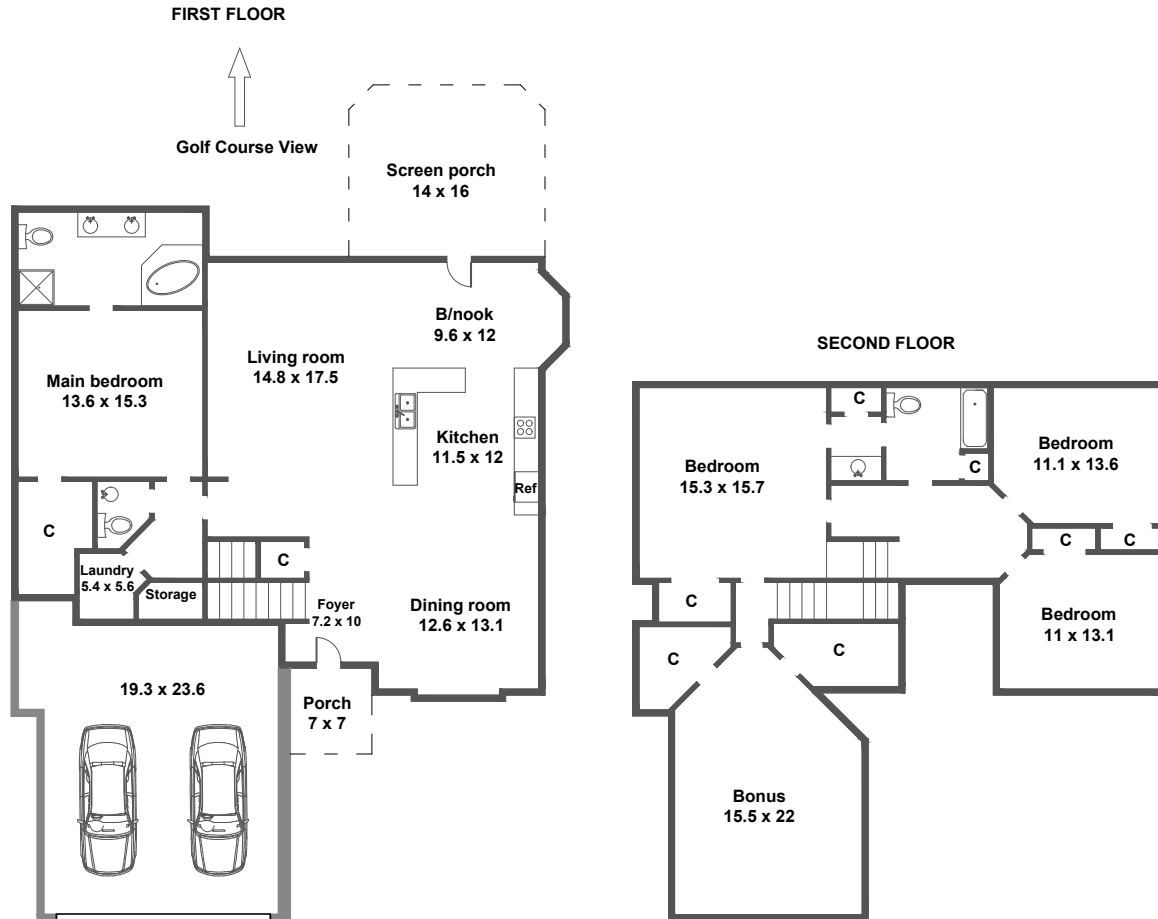 FIRST FLOOR
Golf Course View
Screen porch
14 x 16
B/nook
9.6 x 12
Living room
14.8 x 17.5
Main bedroom
13.6 x 15.3
Kitchen
11.5 x 12
Ref
C
C
Laundry
5.4 x 5.6
Storage
Foyer
7.2 x 10
Dining room
12.6 x 13.1
19.3 x 23.6
Porch
7 x 7
SECOND FLOOR
C
Bedroom
15.3 x 15.7
C
Bedroom
11.1 x 13.6
C
C
C
Bedroom
11 x 13.1
C
C
Bonus
15.5 x 22